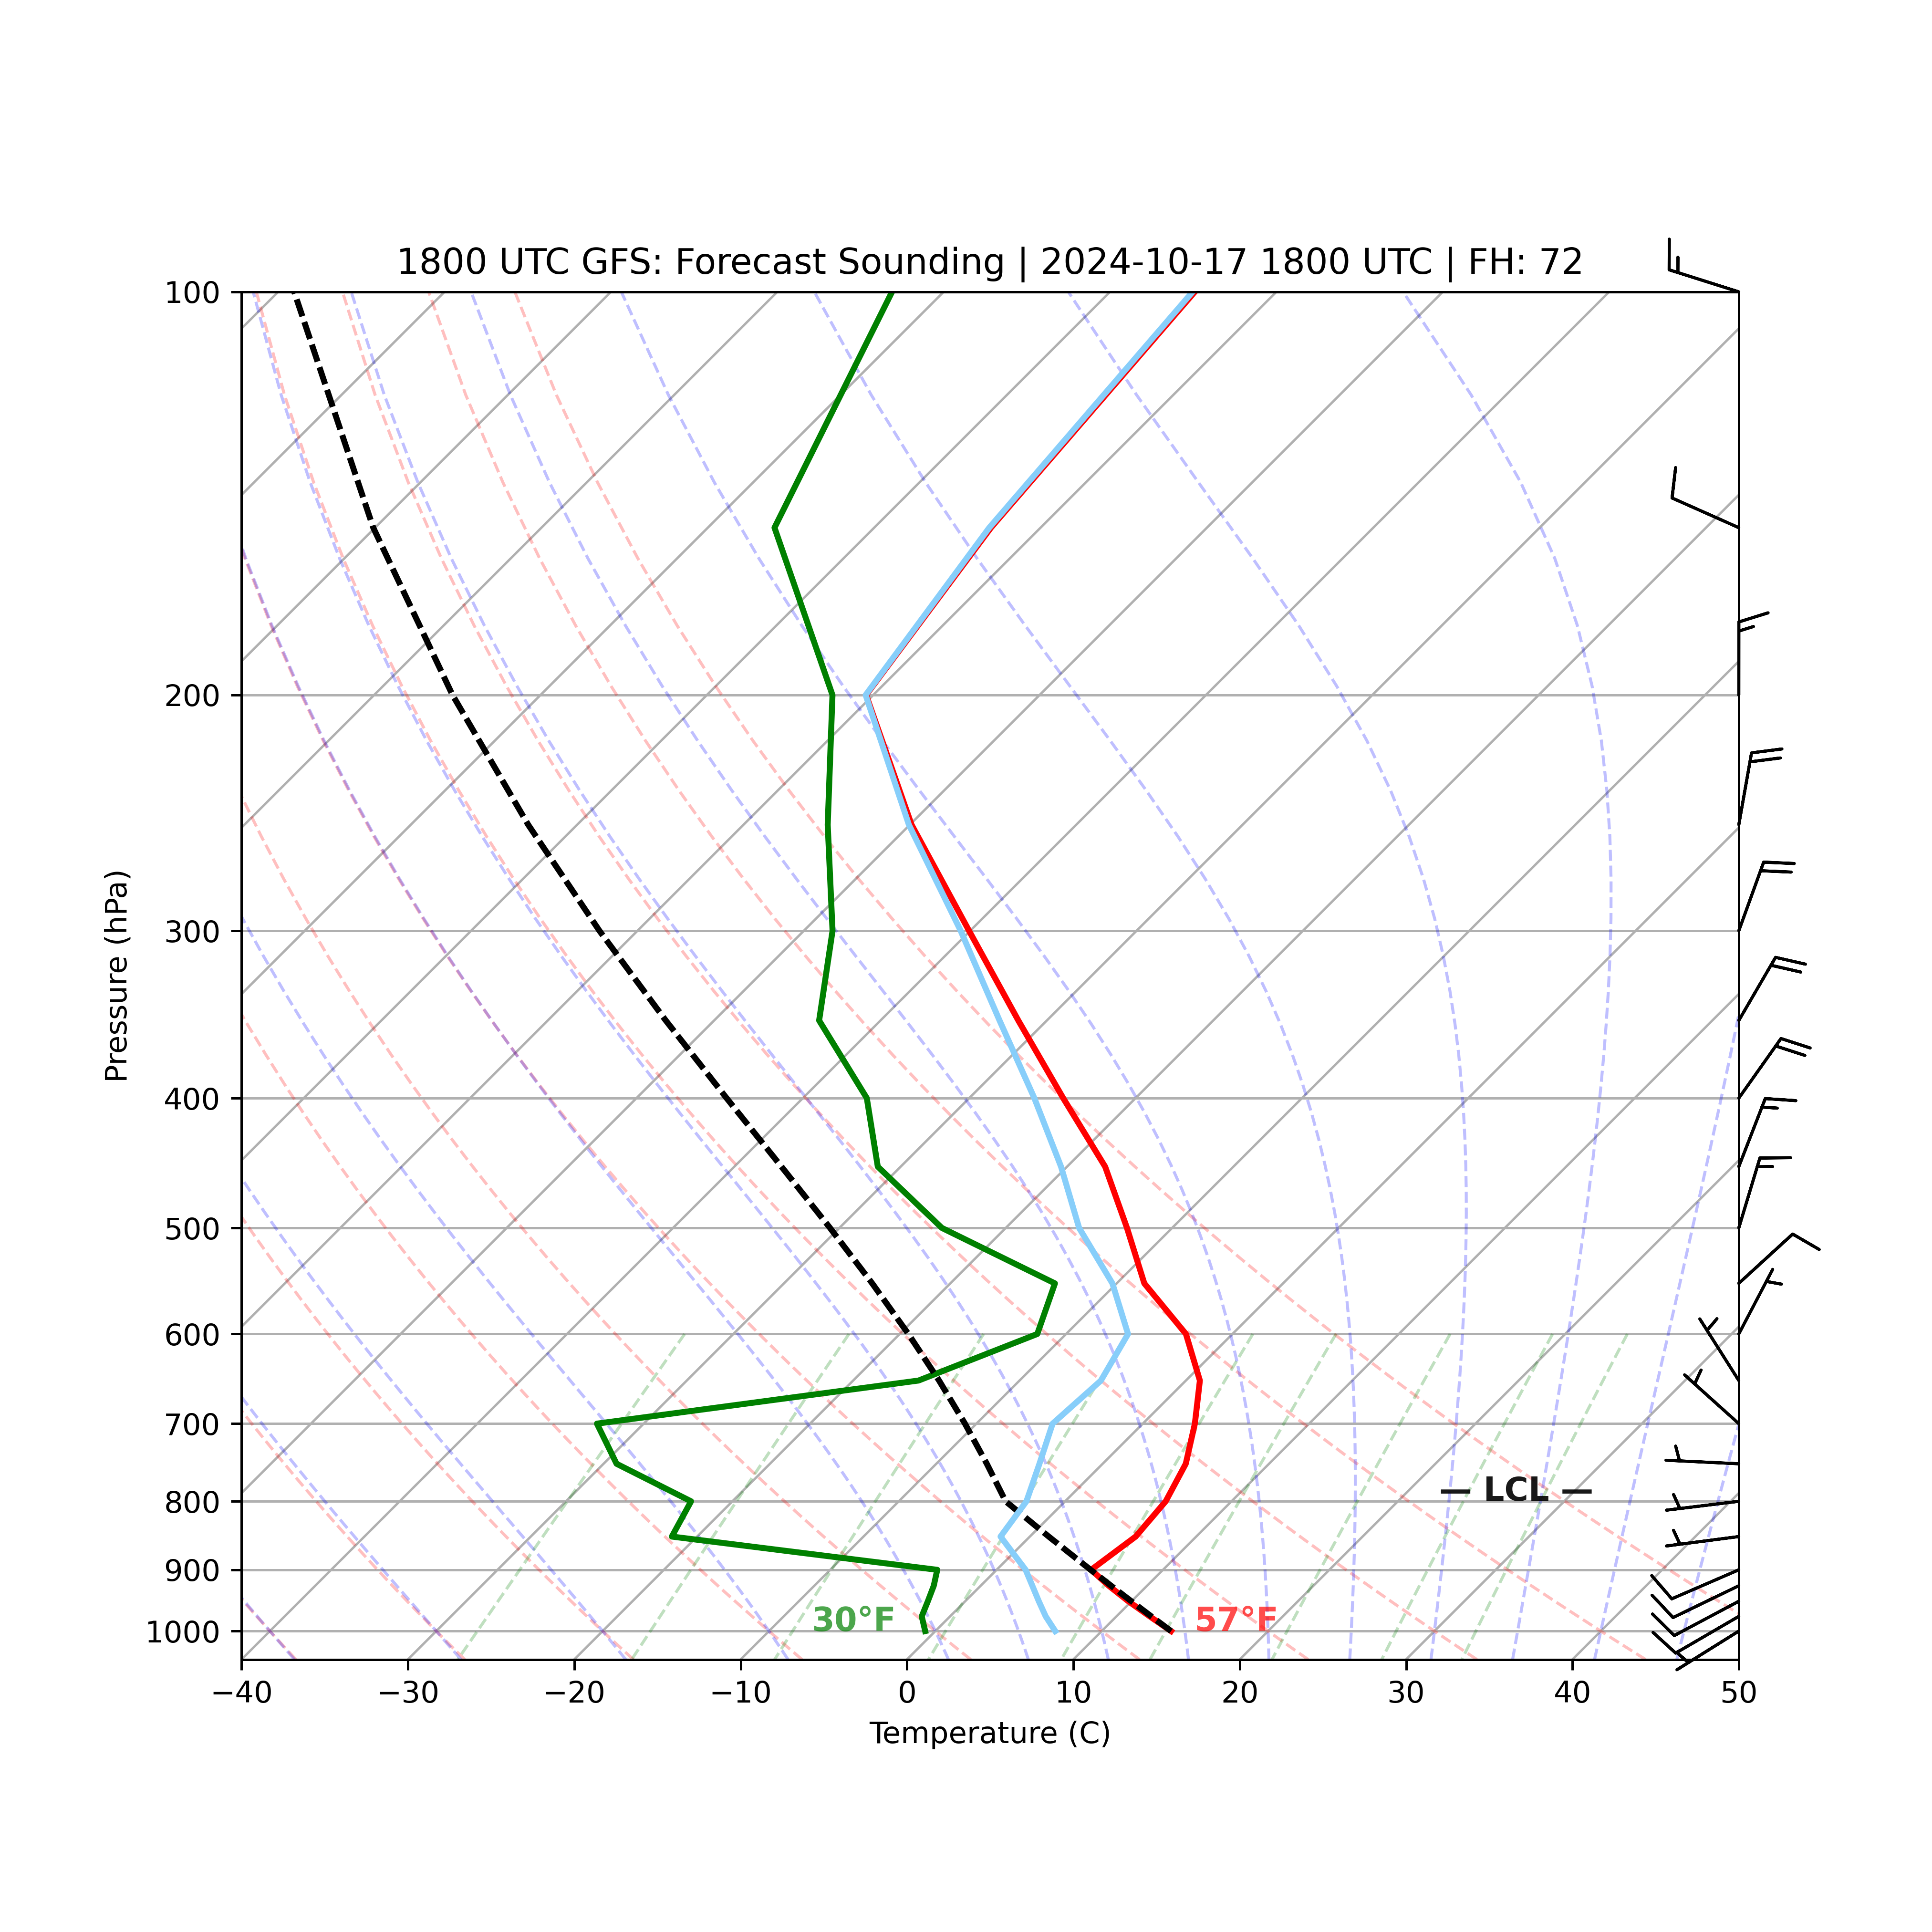 1800 UTC GFS: Forecast Sounding | 2024-10-17 1800 UTC | FH: 72
100
200
300
400
500
600
700
800
900
1000
Pressure (hPa)
— LCL —
30°F
57°F
−40 −30 −20 −10 0 10 20 30 40 50
Temperature (C)